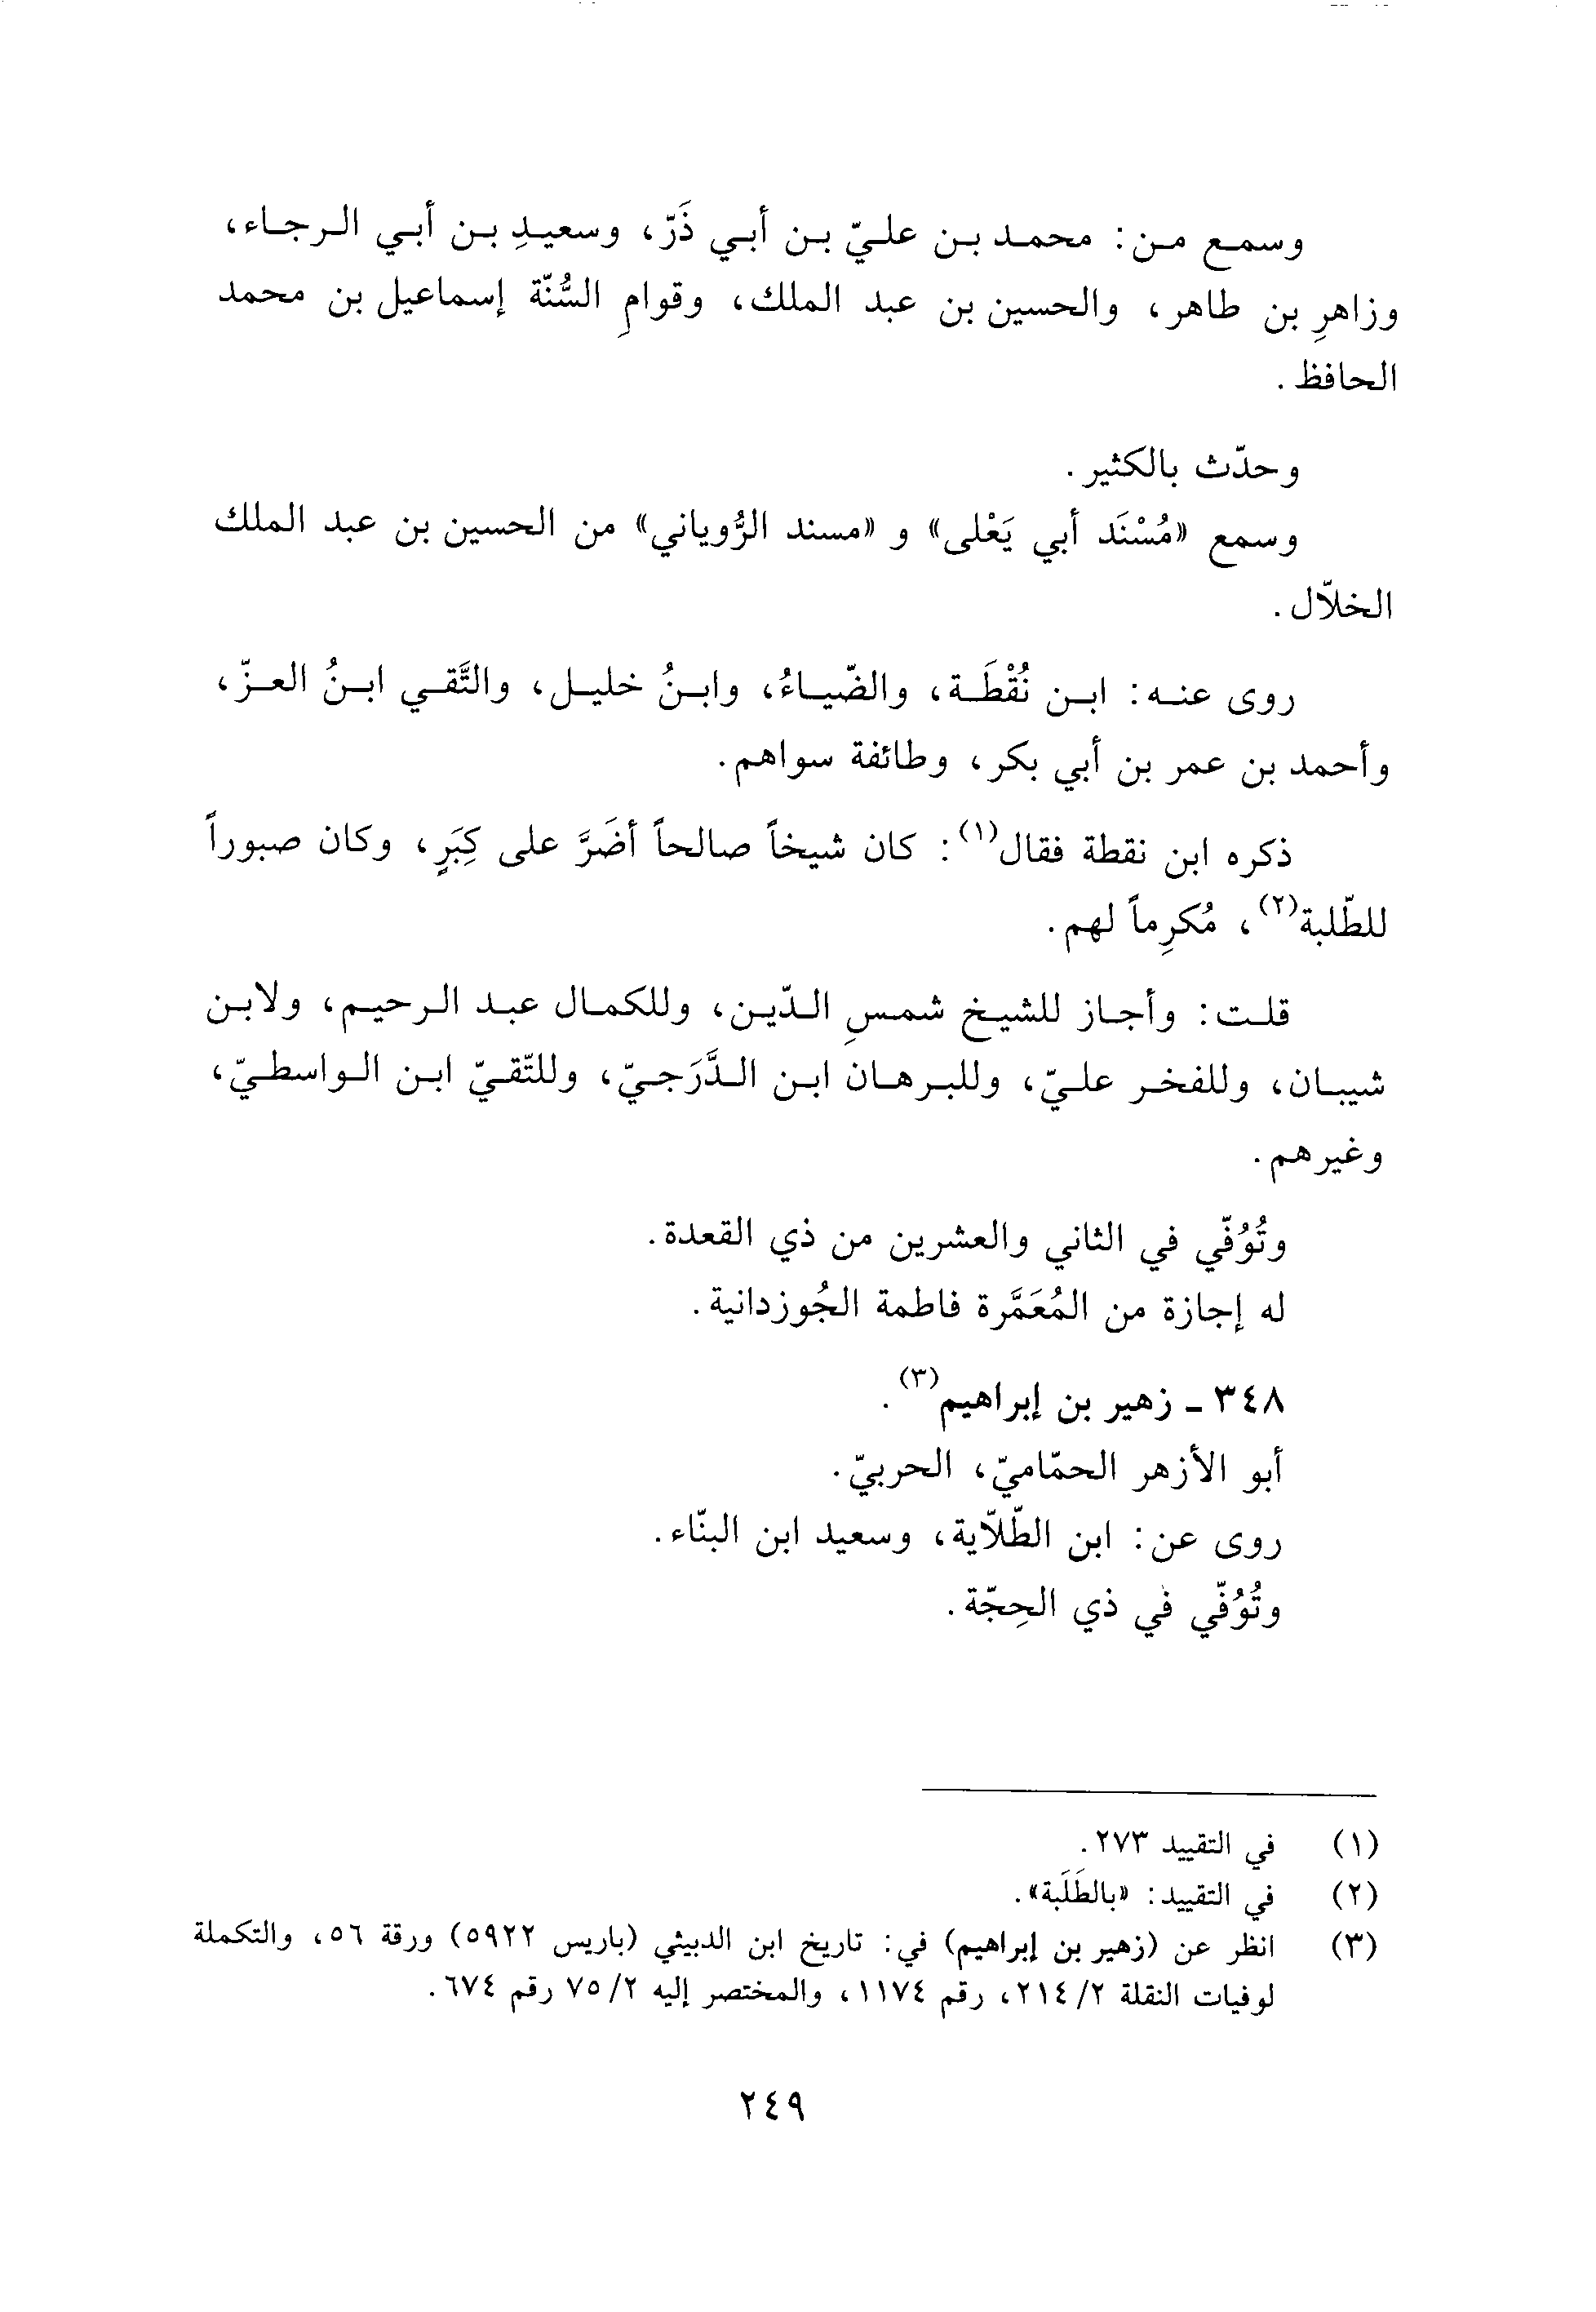 وسمع من: محمد بن عليّ بن أبي ذَرّ، وسعيدِ بن أبي الرجاء،
وزاهرِ بن طاهر، والحسين بن عبد الملك، وقوامِ السُّنّة إسماعيل بن محمد
الحافظ.
وحدّث بالكثير.
وسمع «مُسْنَد أبي يَعْلى» و «مسند الرُّوياني» من الحسين بن عبد الملك
الخلاّل.
روى عنه: ابن نُقْطَة، والضّياءُ، وابنُ خليل، والتَّقي ابنُ العزّ،
وأحمد بن عمر بن أبي بكر، وطائفة سواهم.
ذكره ابن نقطة فقال(١): كان شيخاً صالحاً أضَرَّ على كِبَرٍ، وكان صبوراً
للطّلبة(٢)، مُكرِماً لهم.
قلت: وأجاز للشيخ شمسِ الدّين، وللكمال عبد الرحيم، ولابن
شيبان، وللفخر عليّ، وللبرهان ابن الدَّرَجيّ، وللتّقيّ ابن الواسطيّ،
وغيرهم.
وتُوُفّي في الثاني والعشرين من ذي القعدة.
له إجازة من المُعَمَّرة فاطمة الجُوزدانية.
٣٤٨ - زهير بن إبراهيم(٣).
أبو الأزهر الحمّاميّ، الحربيّ.
روى عن: ابن الطّلاّية، وسعيد ابن البنّاء.
وتُوُفّي في ذي الحِجّة.
(١) في التقييد ٢٧٣.
(٢) في التقييد: «بالطَلَبة».
(٣) انظر عن (زهير بن إبراهيم) في: تاريخ ابن الدبيثي (باريس ٥٩٢٢) ورقة ٥٦، والتكملة
لوفيات النقلة ٢/ ٢١٤، رقم ١١٧٤، والمختصر إليه ٢/ ٧٥ رقم ٦٧٤.
٢٤٩